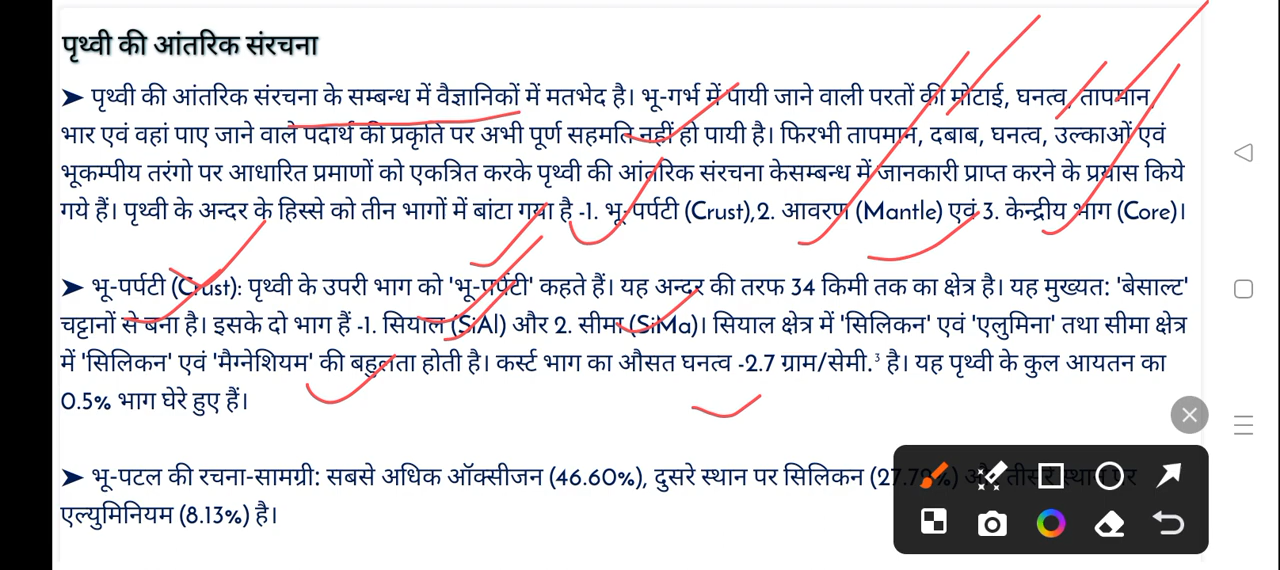 पृथ्वी की आंतरिक संरचना
➤ पृथ्वी की आंतरिक संरचना के सम्बन्ध में वैज्ञानिकों में मतभेद है। भू-गर्भ में पायी जाने वाली परतों की मोटाई, घनत्व, तापमान,
भार एवं वहां पाए जाने वाले पदार्थ की प्रकृति पर अभी पूर्ण सहमति नहीं हो पायी है। फिरभी तापमान, दबाब, घनत्व, उल्काओं एवं
भूकम्पीय तरंगो पर आधारित प्रमाणों को एकत्रित करके पृथ्वी की आंतरिक संरचना केसम्बन्ध में जानकारी प्राप्त करने के प्रयास किये
गये हैं। पृथ्वी के अन्दर के हिस्से को तीन भागों में बांटा गया है -1. भू-पर्पटी (Crust),2. आवरण (Mantle) एवं 3. केन्द्रीय भाग (Core)।
➤ भू-पर्पटी (Crust): पृथ्वी के उपरी भाग को 'भू-पर्पटी' कहते हैं। यह अन्दर की तरफ 34 किमी तक का क्षेत्र है। यह मुख्यत: 'बेसाल्ट'
चट्टानों से बना है। इसके दो भाग हैं -1. सियाल (SiAl) और 2. सीमा (SiMa)। सियाल क्षेत्र में 'सिलिकन' एवं 'एलुमिना' तथा सीमा क्षेत्र
में 'सिलिकन' एवं 'मैग्नेशियम' की बहुलता होती है। कर्स्ट भाग का औसत घनत्व -2.7 ग्राम/सेमी.³ है। यह पृथ्वी के कुल आयतन का
0.5% भाग घेरे हुए हैं।
➤ भू-पटल की रचना-सामग्री: सबसे अधिक ऑक्सीजन (46.60%), दुसरे स्थान पर सिलिकन (27.79%) और तीसरे स्थान पर
एल्युमिनियम (8.13%) है।